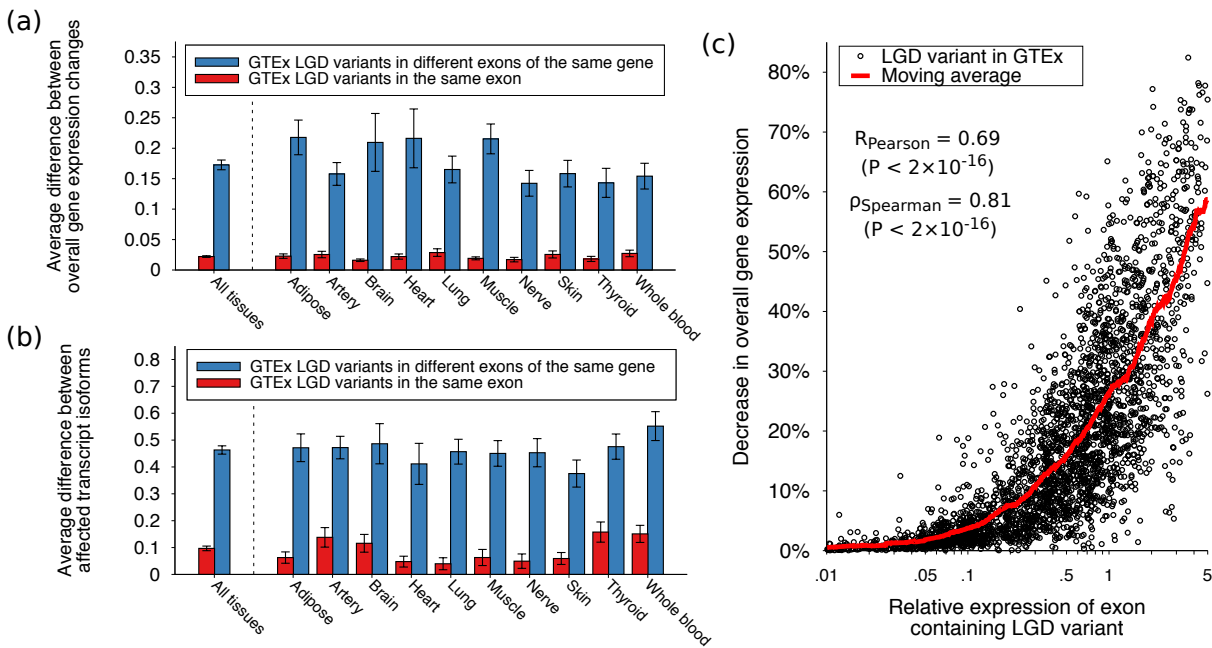 (a)
Average difference between
overall gene expression changes
0.35
0.3
0.25
0.2
0.15
0.1
0.05
0
GTEx LGD variants in different exons of the same gene
GTEx LGD variants in the same exon
All tissues
Adipose
Artery
Brain
Heart
Lung
Muscle
Nerve
Skin
Thyroid
Whole blood
(b)
Average difference between
affected transcript isoforms
0.8
0.7
0.6
0.5
0.4
0.3
0.2
0.1
0
GTEx LGD variants in different exons of the same gene
GTEx LGD variants in the same exon
All tissues
Adipose
Artery
Brain
Heart
Lung
Muscle
Nerve
Skin
Thyroid
Whole blood
(c)
Decrease in overall gene expression
80%
70%
60%
50%
40%
30%
20%
10%
0%
LGD variant in GTEx
Moving average
RPearson = 0.69
(P < 2×10⁻¹⁶)
ρSpearman = 0.81
(P < 2×10⁻¹⁶)
.01
.05
.1
.5
1
5
Relative expression of exon
containing LGD variant